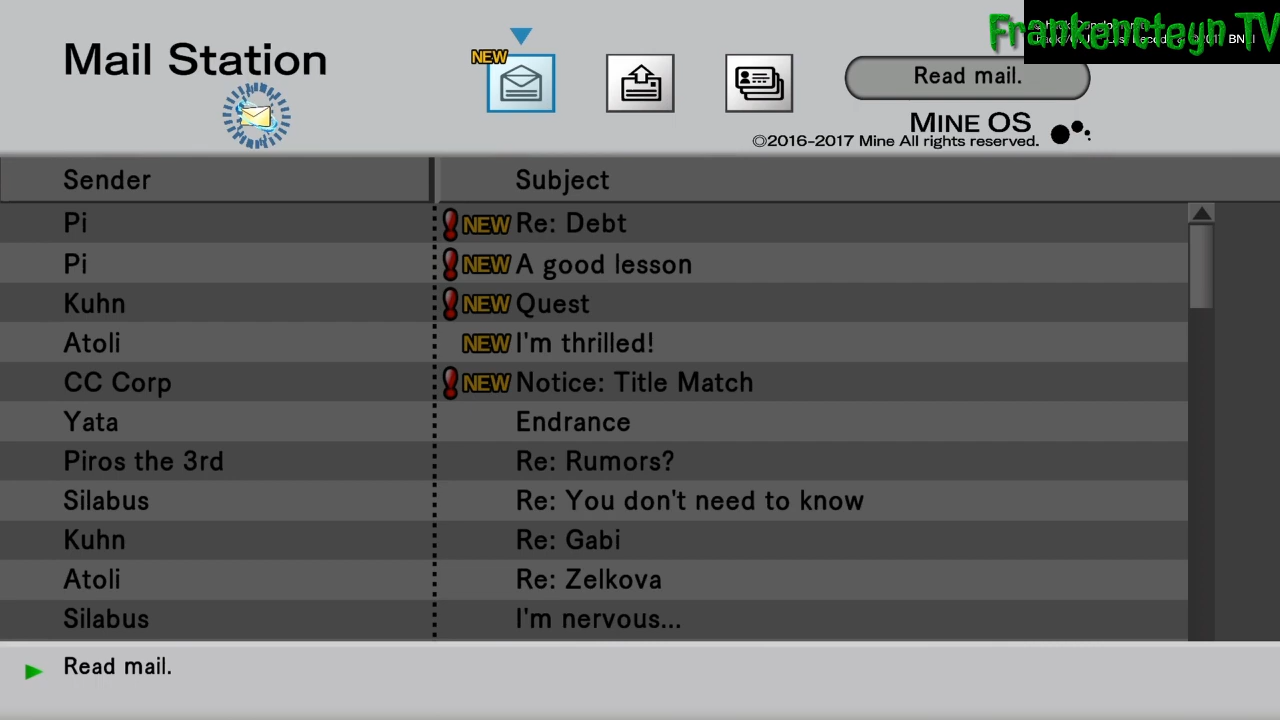 Frankencteyn TV
Mail Station
NEW
Read mail.
MINE OS
©2016-2017 Mine All rights reserved.
Sender Subject
Pi NEW Re: Debt
Pi NEW A good lesson
Kuhn NEW Quest
Atoli NEW I'm thrilled!
CC Corp NEW Notice: Title Match
Yata Endrance
Piros the 3rd Re: Rumors?
Silabus Re: You don't need to know
Kuhn Re: Gabi
Atoli Re: Zelkova
Silabus I'm nervous...
Read mail.